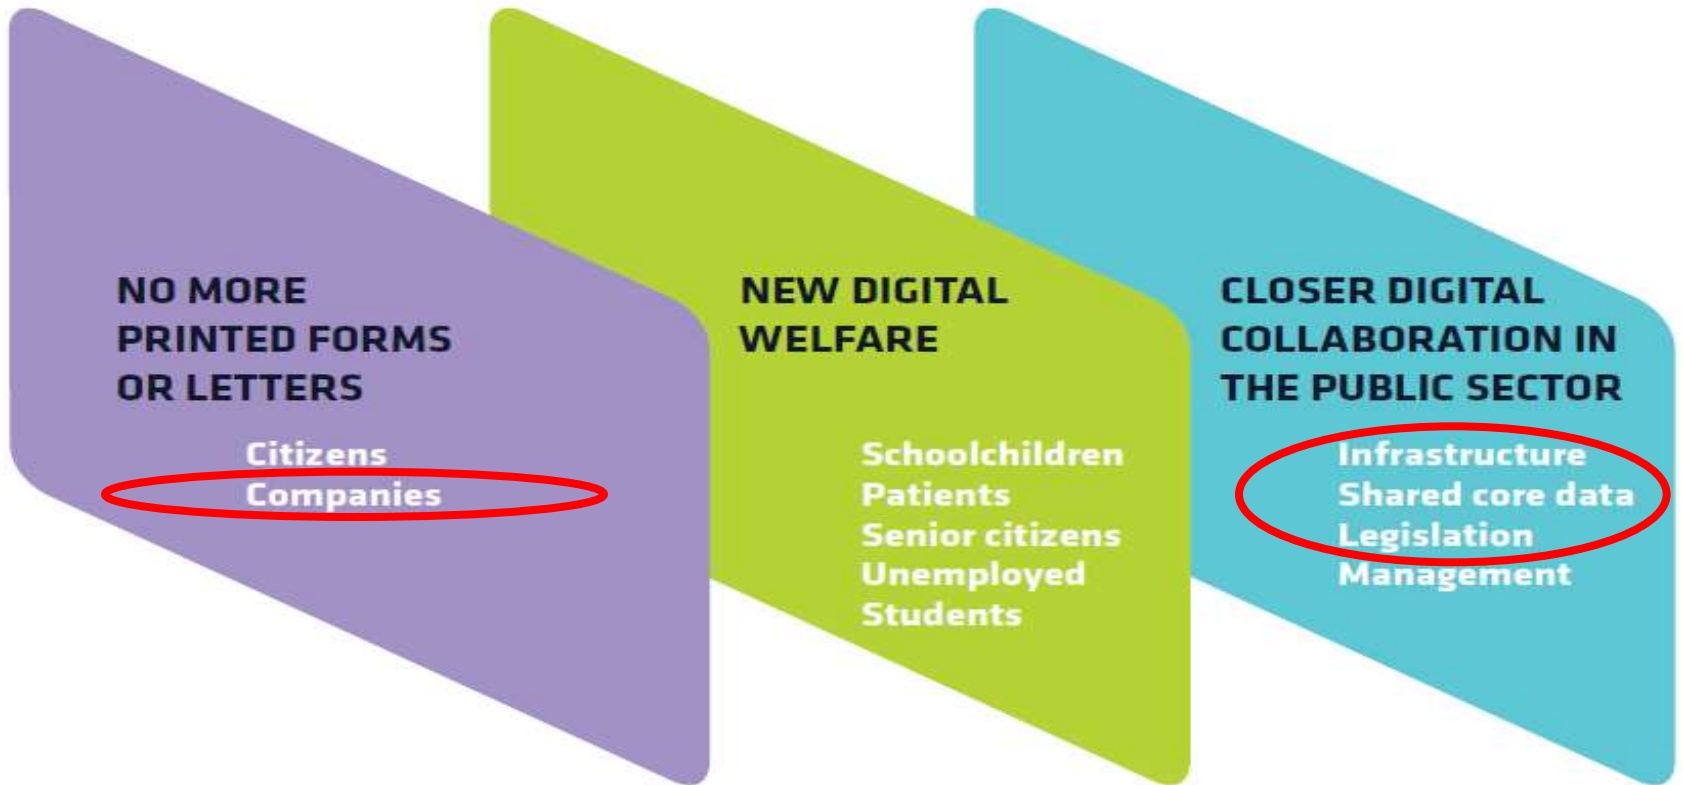 NO MORE
PRINTED FORMS
OR LETTERS
Citizens
Companies
NEW DIGITAL
WELFARE
Schoolchildren
Patients
Senior citizens
Unemployed
Students
CLOSER DIGITAL
COLLABORATION IN
THE PUBLIC SECTOR
Infrastructure
Shared core data
Legislation
Management